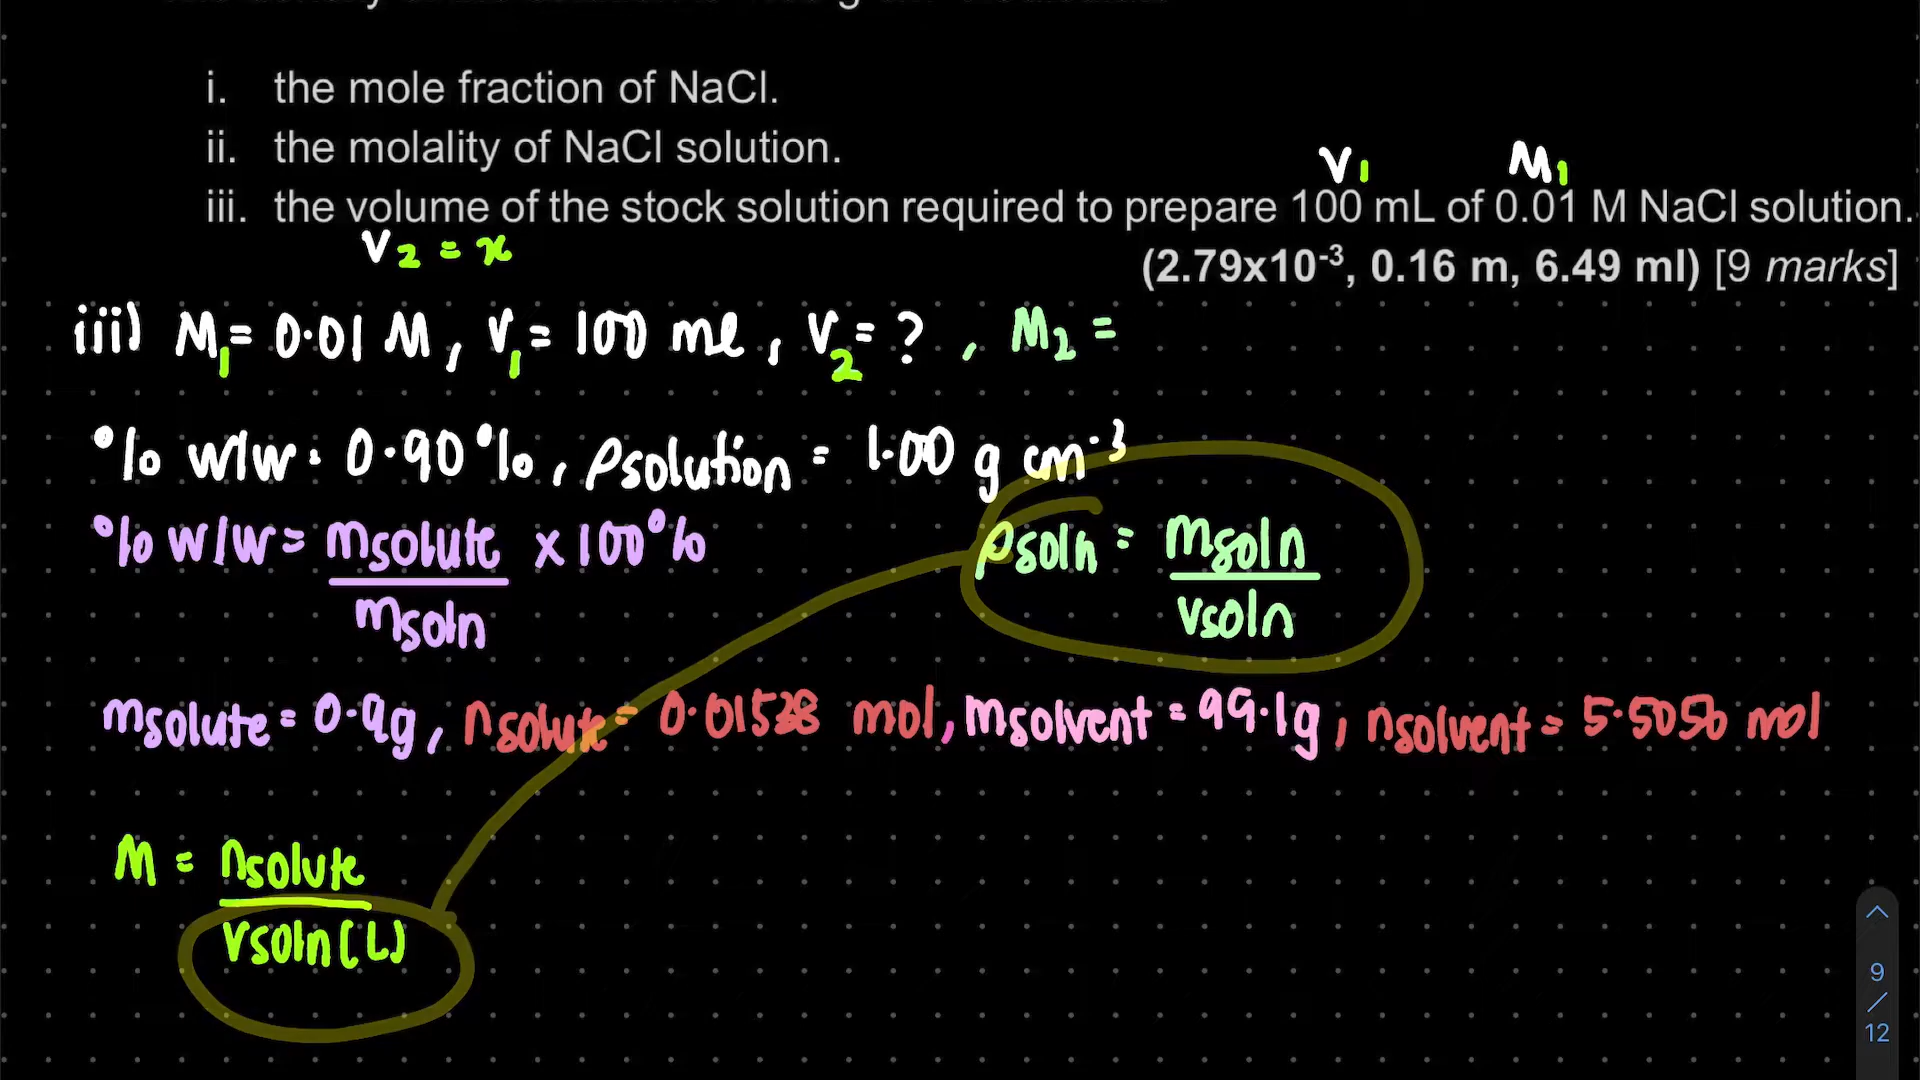 i. the mole fraction of NaCl.
ii. the molality of NaCl solution.
V1 M1
iii. the volume of the stock solution required to prepare 100 mL of 0.01 M NaCl solution.
V2 = x
(2.79x10⁻³, 0.16 m, 6.49 ml) [9 marks]
iii) M1 = 0.01 M, V1 = 100 ml, V2 = ?, M2 =
% w/w : 0.90 %, ρsolution = 1.00 g cm⁻³
% w/w = msolute / msoln x 100 % ρsoln = msoln / vsoln
msolute = 0.9g, nsolute = 0.01538 mol, msolvent = 99.1g, nsolvent = 5.5056 mol
M = nsolute / vsoln (L)
9
/
12